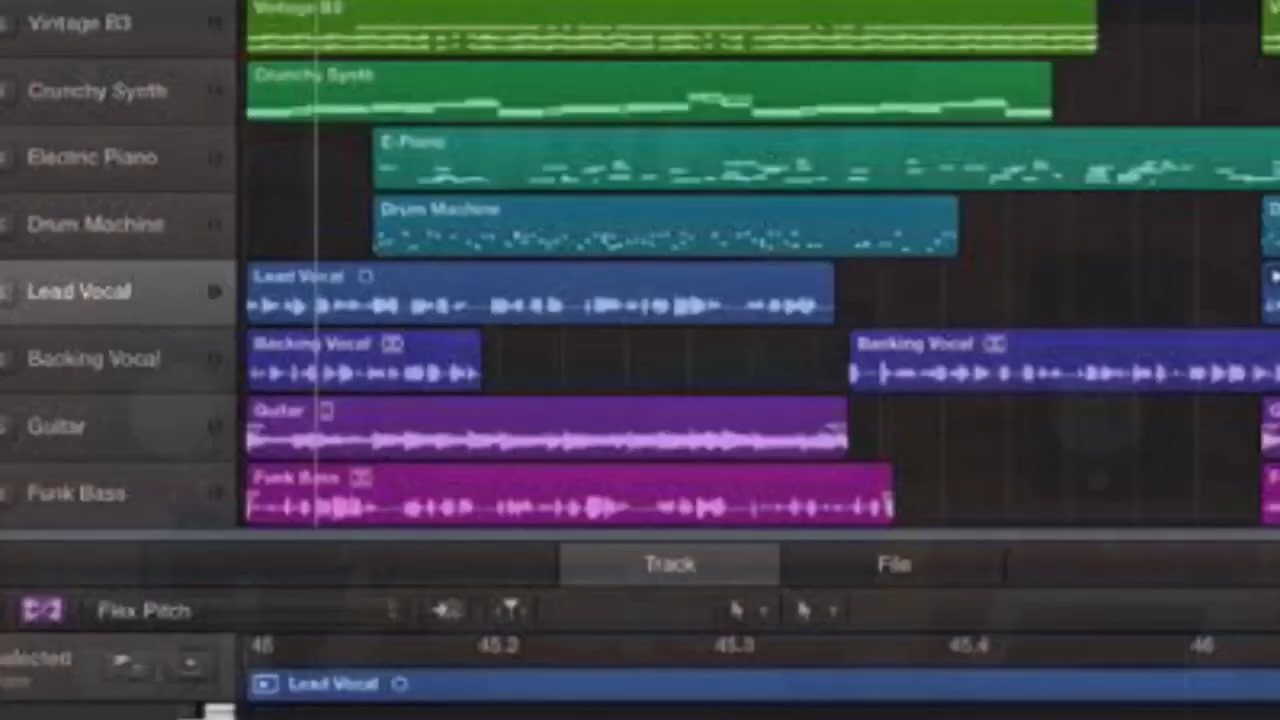 Vintage B3
Vintage B3
Crunchy Synth
Crunchy Synth
Electric Piano
E-Piano
Drum Machine
Drum Machine
Lead Vocal
Lead Vocal
Backing Vocal
Backing Vocal
Backing Vocal
Guitar
Guitar
Funk Bass
Funk Bass
Track
File
Flex Pitch
45.2
45.3
45.4
46
Lead Vocal